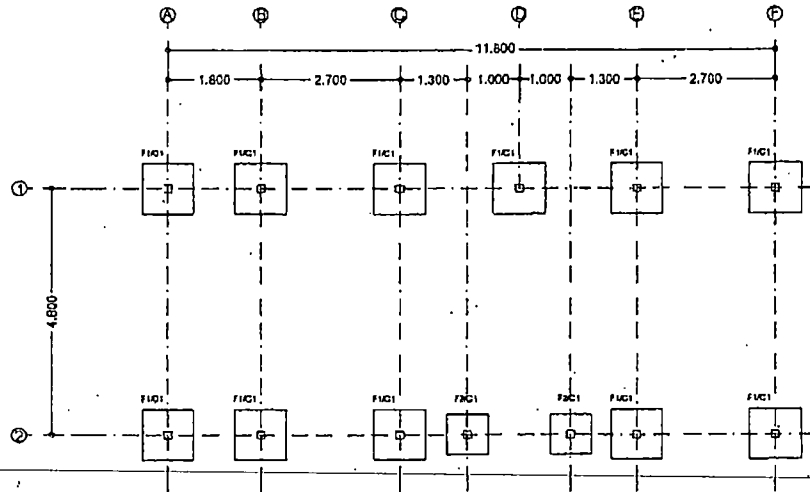 A B C D E F
11.800
1.800 2.700 1.300 1.000 1.000 1.300 2.700
F1/C1 F1/C1 F1/C1 F1/C1 F1/C1 F1/C1
1
4.800
F1/C1 F1/C1 F1/C1 F2/C1 F2/C1 F1/C1 F1/C1
2